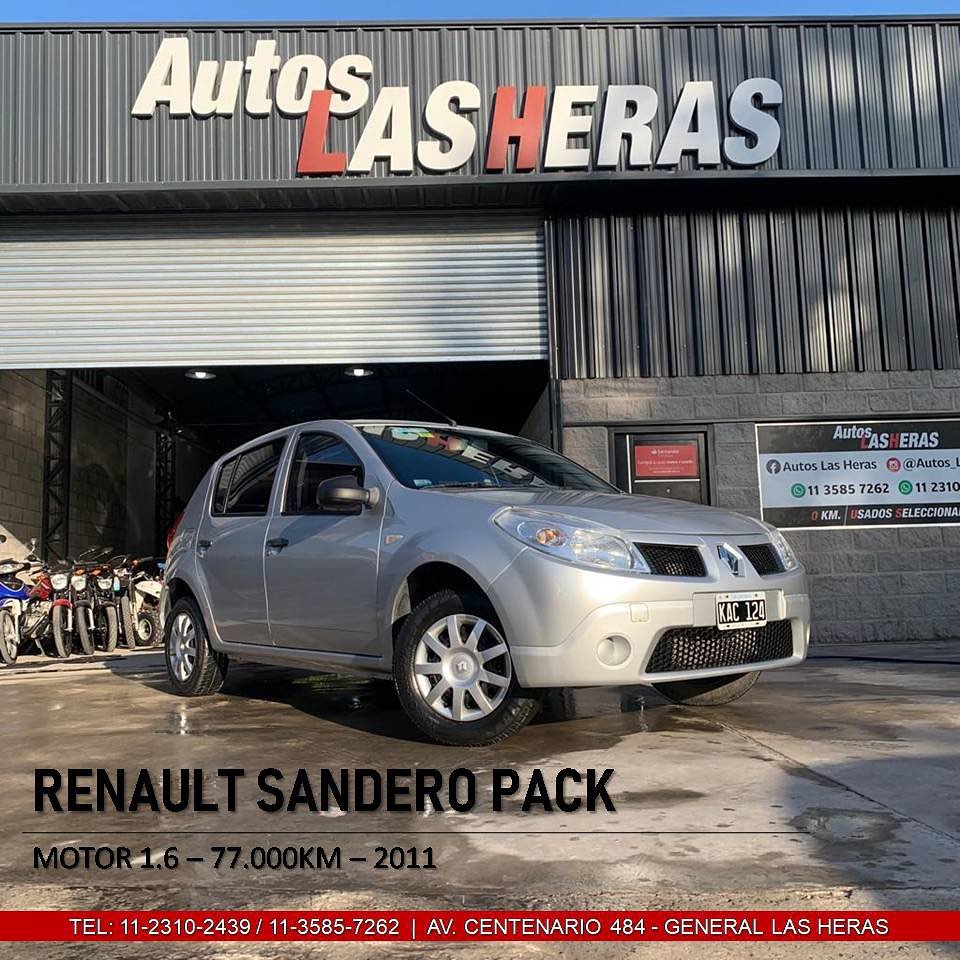 Autos
LASHERAS
Autos LASHERAS
Santander
Autos Las Heras @Autos_L
11 3585 7262 11 2310
0 KM. USADOS SELECCIONA
KAC 124
RENAULT SANDERO PACK
MOTOR 1.6 – 77.000KM – 2011
TEL: 11-2310-2439 / 11-3585-7262 | AV. CENTENARIO 484 - GENERAL LAS HERAS